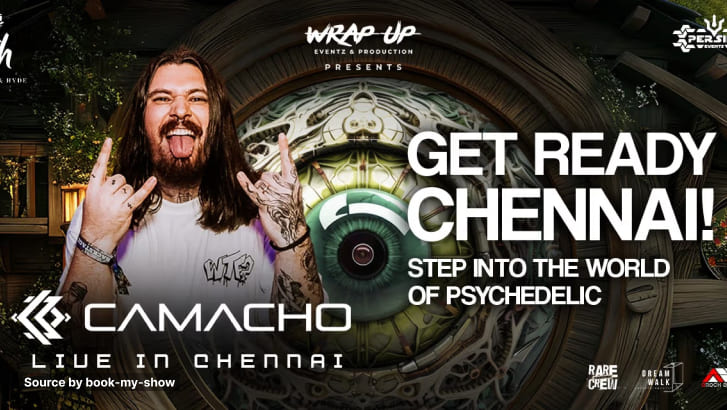 WRAP UP
EVENTZ & PRODUCTION
PRESENTS
& HYDE
GET READY
CHENNAI!
STEP INTO THE WORLD
OF PSYCHEDELIC
WTF?
CAMACHO
LIVE IN CHENNAI
Source by book-my-show
RARE
CREW
DREAM
WALK